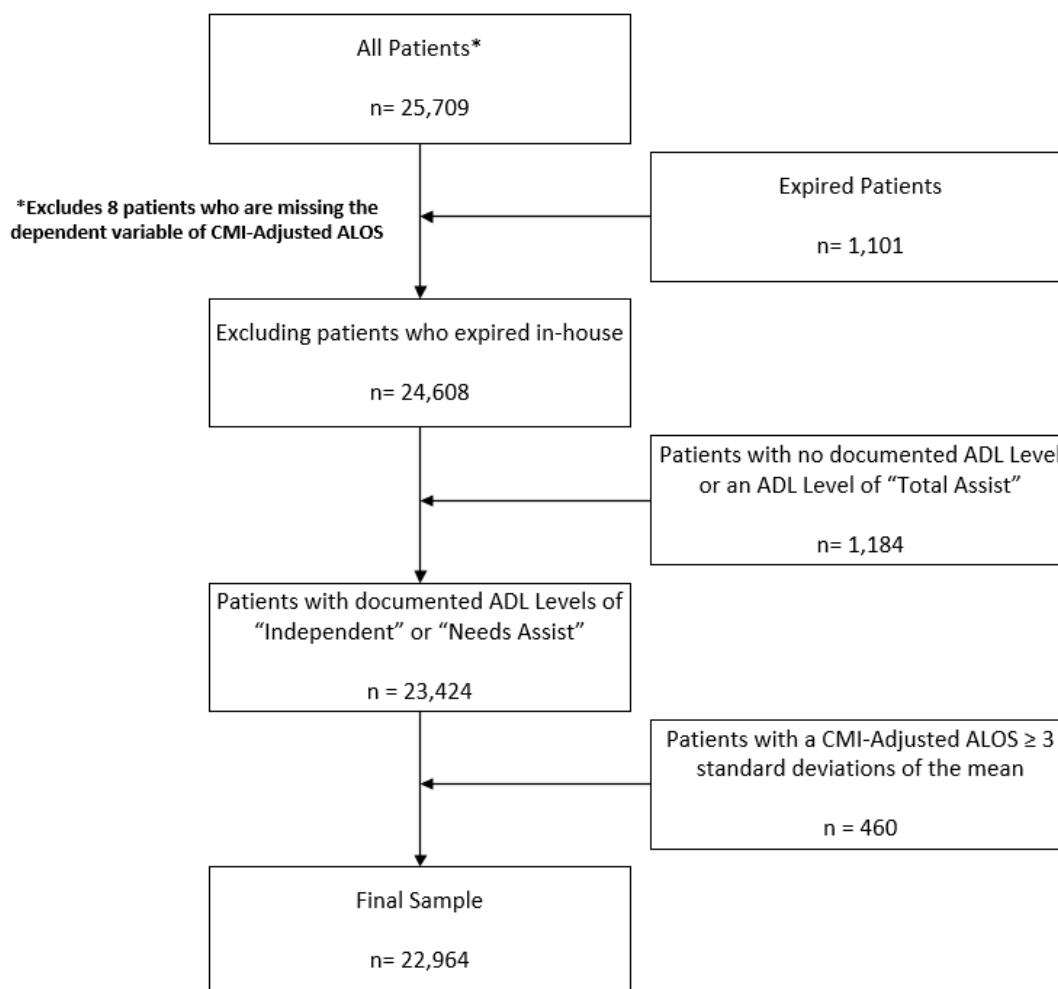 All Patients*
n= 25,709
*Excludes 8 patients who are missing the
dependent variable of CMI-Adjusted ALOS
Expired Patients
n= 1,101
Excluding patients who expired in-house
n= 24,608
Patients with no documented ADL Level
or an ADL Level of “Total Assist”
n= 1,184
Patients with documented ADL Levels of
“Independent” or “Needs Assist”
n = 23,424
Patients with a CMI-Adjusted ALOS ≥ 3
standard deviations of the mean
n = 460
Final Sample
n= 22,964